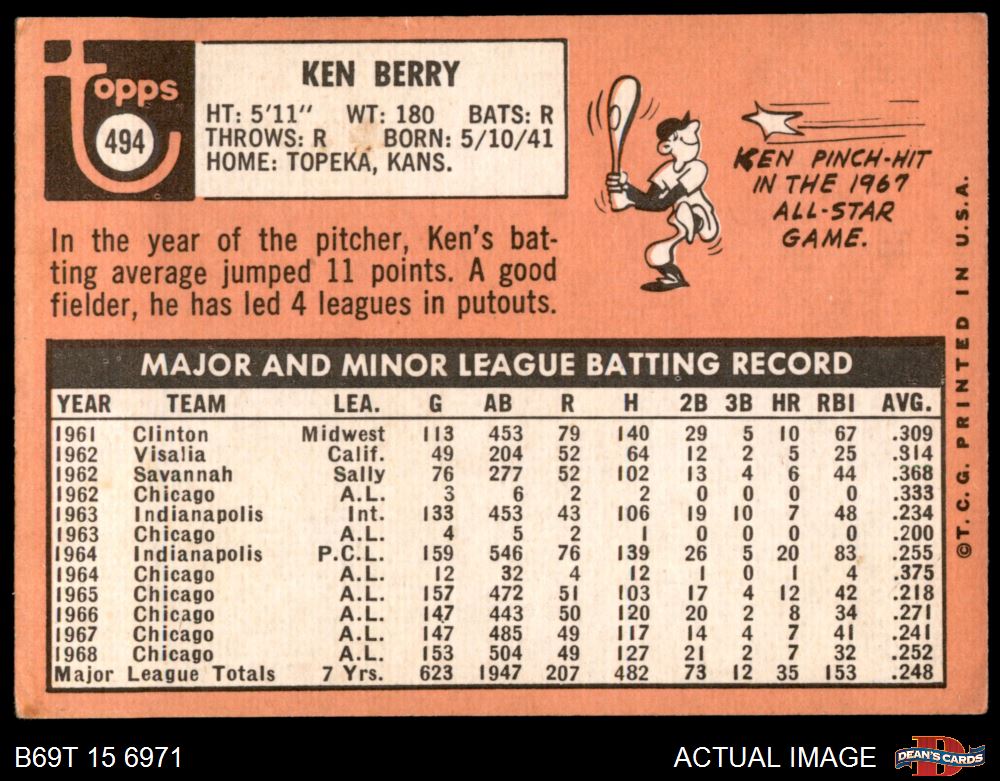 topps
494
KEN BERRY
HT: 5'11" WT: 180 BATS: R
THROWS: R BORN: 5/10/41
HOME: TOPEKA, KANS.
KEN PINCH-HIT
IN THE 1967
ALL-STAR
GAME.
In the year of the pitcher, Ken's bat-
ting average jumped 11 points. A good
fielder, he has led 4 leagues in putouts.
MAJOR AND MINOR LEAGUE BATTING RECORD
YEAR TEAM LEA. G AB R H 2B 3B HR RBI AVG.
1961 Clinton Midwest 113 453 79 140 29 5 10 67 .309
1962 Visalia Calif. 49 204 52 64 12 2 5 25 .314
1962 Savannah Sally 76 277 52 102 13 4 6 44 .368
1962 Chicago A.L. 3 6 2 2 0 0 0 0 .333
1963 Indianapolis Int. 133 453 43 106 19 10 7 48 .234
1963 Chicago A.L. 4 5 2 1 0 0 0 0 .200
1964 Indianapolis P.C.L. 159 546 76 139 26 5 20 83 .255
1964 Chicago A.L. 12 32 4 12 1 0 1 4 .375
1965 Chicago A.L. 157 472 51 103 17 4 12 42 .218
1966 Chicago A.L. 147 443 50 120 20 2 8 34 .271
1967 Chicago A.L. 147 485 49 117 14 4 7 41 .241
1968 Chicago A.L. 153 504 49 127 21 2 7 32 .252
Major League Totals 7 Yrs. 623 1947 207 482 73 12 35 153 .248
©T. C. G. PRINTED IN U.S.A.
B69T 15 6971
ACTUAL IMAGE
D
DEAN'S CARDS